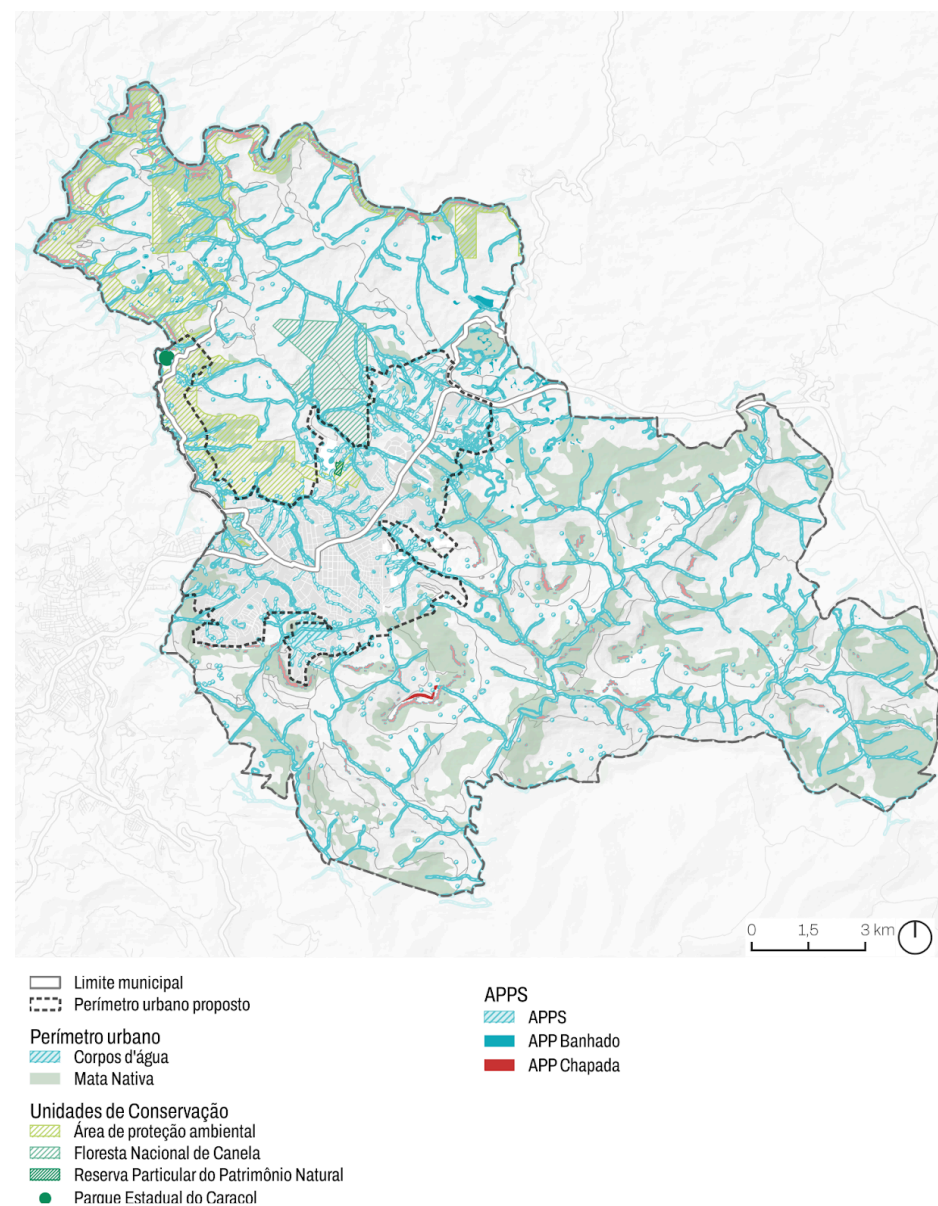 0 1,5 3 km
Limite municipal
Perímetro urbano proposto
Perímetro urbano
Corpos d'água
Mata Nativa
Unidades de Conservação
Área de proteção ambiental
Floresta Nacional de Canela
Reserva Particular do Patrimônio Natural
Parque Estadual do Caracol
APPS
APPS
APP Banhado
APP Chapada